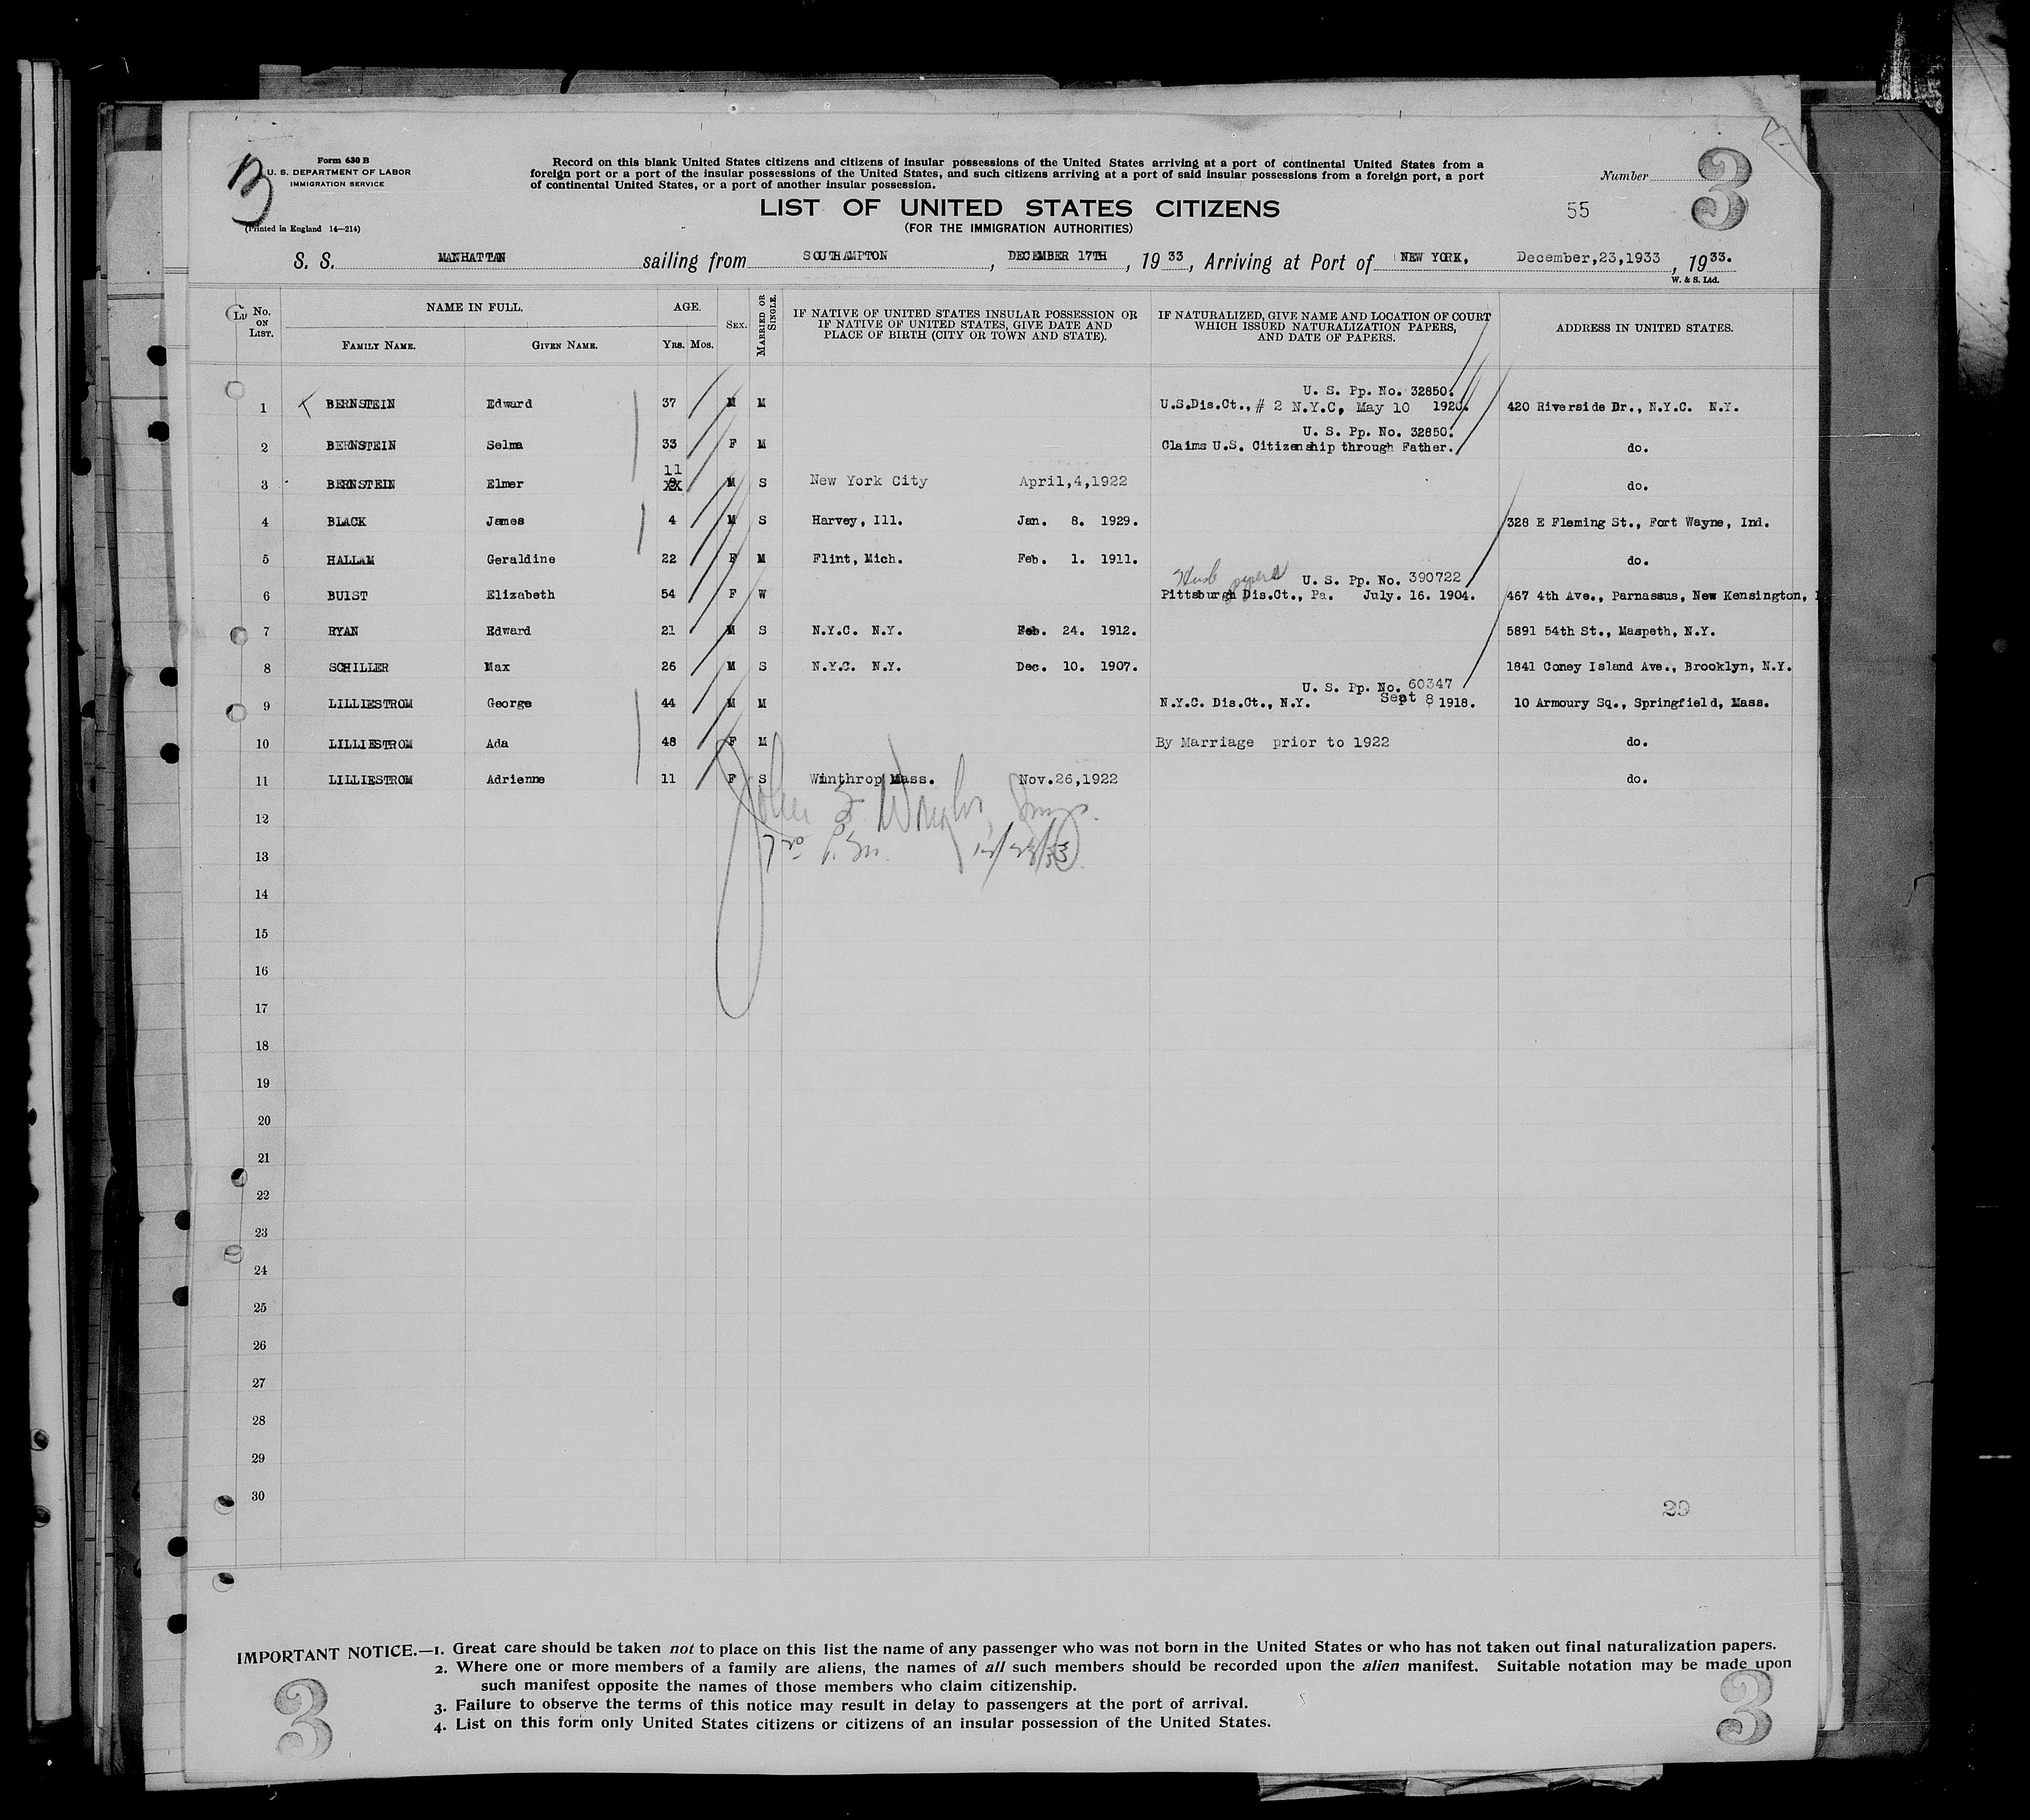 Form 630 B
U. S. DEPARTMENT OF LABOR
IMMIGRATION SERVICE
(Printed in England 14—214)
Record on this blank United States citizens and citizens of insular possessions of the United States arriving at a port of continental United States from a
foreign port or a port of the insular possessions of the United States, and such citizens arriving at a port of said insular possessions from a foreign port, a port
of continental United States, or a port of another insular possession.
Number 3
LIST OF UNITED STATES CITIZENS
55
(FOR THE IMMIGRATION AUTHORITIES)
S. S. MANHATTAN sailing from SOUTHAMPTON, DECEMBER 17TH, 19 33, Arriving at Port of NEW YORK, December,23,1933, 19 33.
W. & S. Ltd.
No. ON LIST. NAME IN FULL. AGE. SEX. MARRIED OR SINGLE. IF NATIVE OF UNITED STATES INSULAR POSSESSION OR IF NATIVE OF UNITED STATES, GIVE DATE AND PLACE OF BIRTH (CITY OR TOWN AND STATE). IF NATURALIZED, GIVE NAME AND LOCATION OF COURT WHICH ISSUED NATURALIZATION PAPERS, AND DATE OF PAPERS. ADDRESS IN UNITED STATES.
FAMILY NAME. GIVEN NAME. YRS. MOS.
U. S. Pp. No. 32850.
1 BERNSTEIN Edward 37 M M U.S.Dis.Ct., # 2 N.Y.C, May 10 1920. 420 Riverside Dr., N.Y.C. N.Y.
U. S. Pp. No. 32850.
2 BERNSTEIN Selma 33 F M Claims U.S. Citizenship through Father. do.
11
3 BERNSTEIN Elmer M S New York City April,4,1922 do.
4 BLACK James 4 M S Harvey, Ill. Jan. 8. 1929. 328 E Fleming St., Fort Wayne, Ind.
5 HALLAM Geraldine 22 F M Flint, Mich. Feb. 1. 1911. do.
Husb papers U. S. Pp. No. 390722
6 BUIST Elizabeth 54 F W Pittsburgh Dis.Ct., Pa. July. 16. 1904. 467 4th Ave., Parnassus, New Kensington,
7 RYAN Edward 21 M S N.Y.C. N.Y. Feb. 24. 1912. 5891 54th St., Maspeth, N.Y.
8 SCHILLER Max 26 M S N.Y.C. N.Y. Dec. 10. 1907. 1841 Coney Island Ave., Brooklyn, N.Y.
U. S. Pp. No. 60347
9 LILLIESTROM George 44 M M N.Y.C. Dis.Ct., N.Y. Sept 8 1918. 10 Armoury Sq., Springfield, Mass.
10 LILLIESTROM Ada 48 F M By Marriage prior to 1922 do.
11 LILLIESTROM Adrienne 11 F S Winthrop Mass. Nov.26,1922 do.
12
13 12/23/33
14
15
16
17
18
19
20
21
22
23
24
25
26
27
28
29
30
29
IMPORTANT NOTICE.—1. Great care should be taken not to place on this list the name of any passenger who was not born in the United States or who has not taken out final naturalization papers.
2. Where one or more members of a family are aliens, the names of all such members should be recorded upon the alien manifest. Suitable notation may be made upon
such manifest opposite the names of those members who claim citizenship.
3. Failure to observe the terms of this notice may result in delay to passengers at the port of arrival.
4. List on this form only United States citizens or citizens of an insular possession of the United States.
3
3